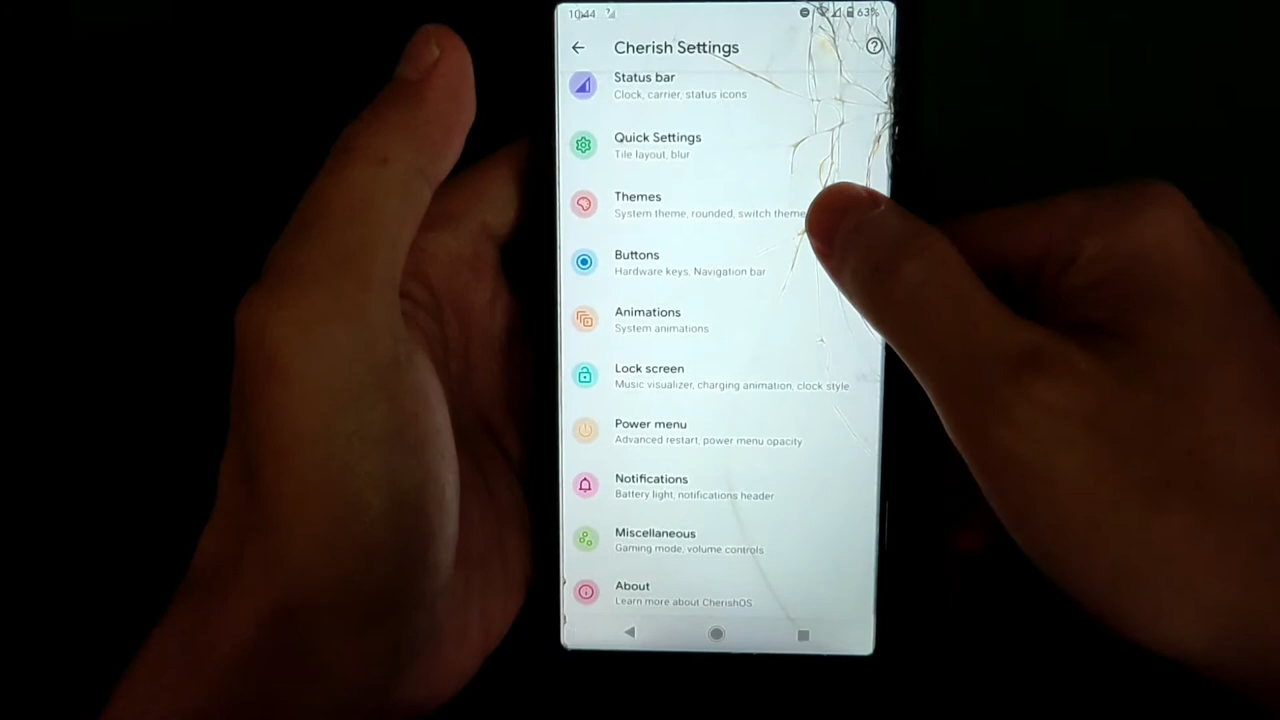 10:44 63%
Cherish Settings
Status bar
Clock, carrier, status icons
Quick Settings
Tile layout, blur
Themes
System theme, rounded, switch theme
Buttons
Hardware keys, Navigation bar
Animations
System animations
Lock screen
Music visualizer, charging animation, clock style
Power menu
Advanced restart, power menu opacity
Notifications
Battery light, notifications header
Miscellaneous
Gaming mode, volume controls
About
Learn more about CherishOS